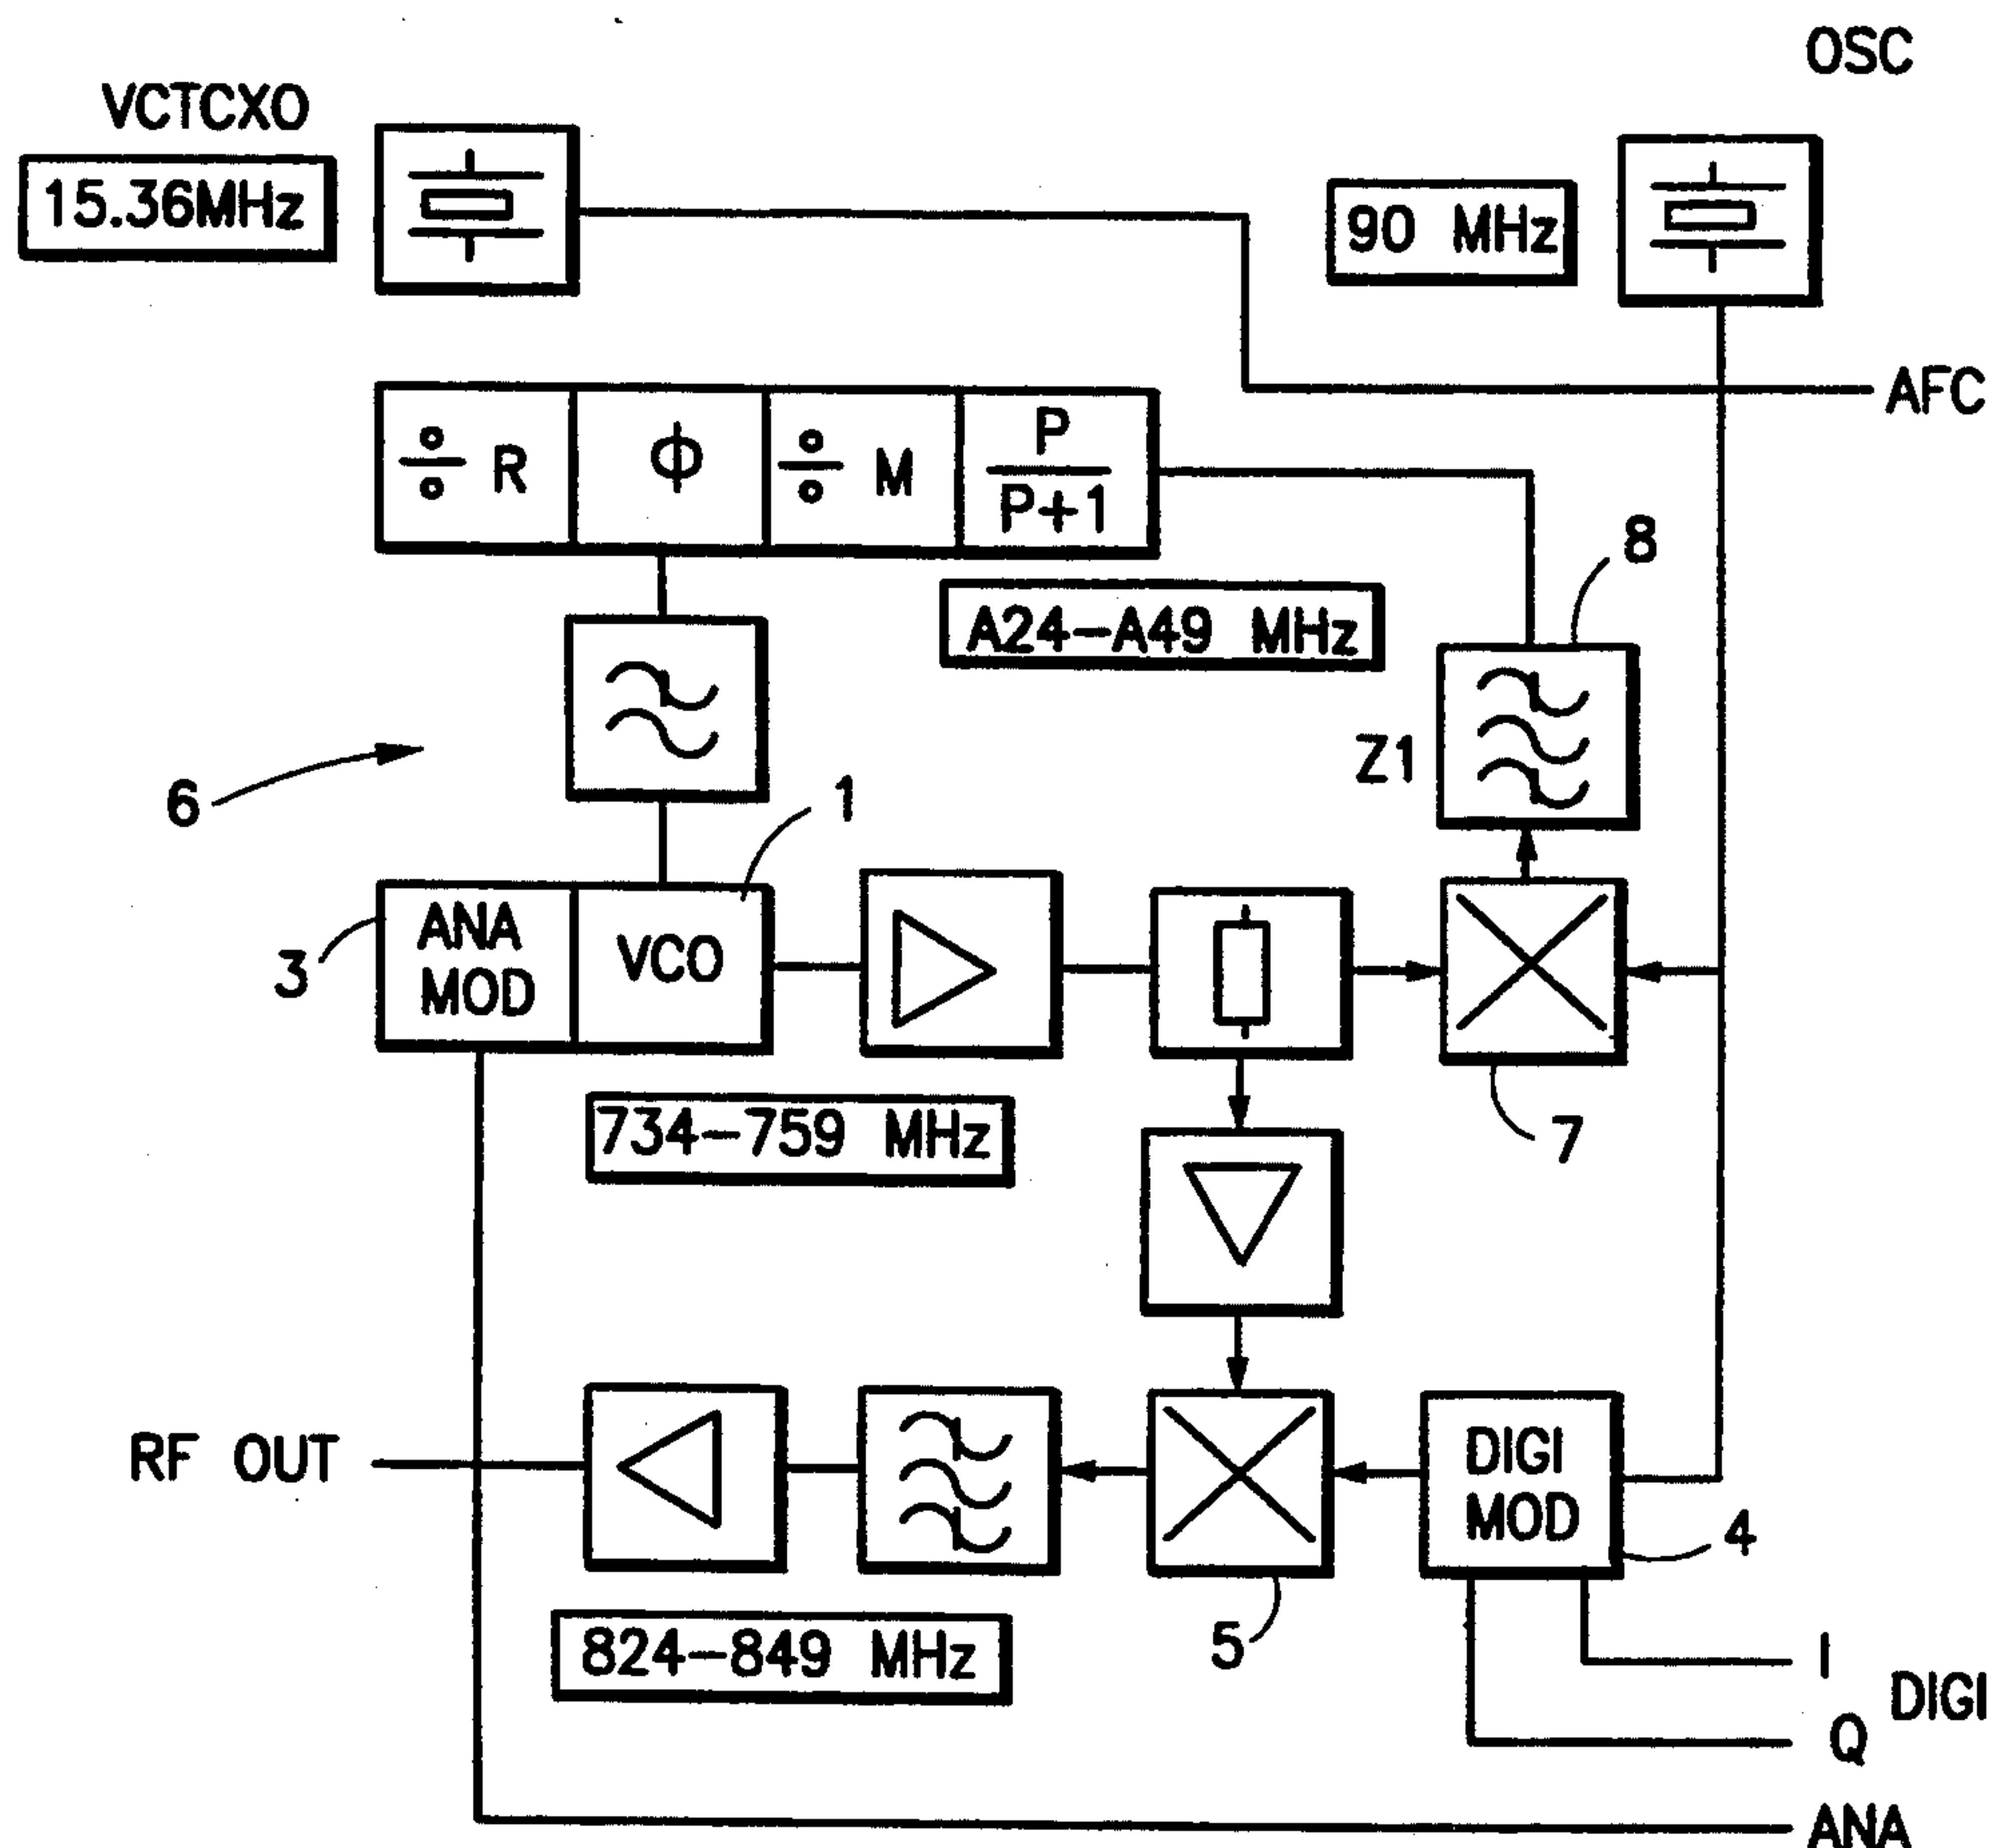 OSC
VCTCXO
15.36MHz
90 MHz
AFC
÷ R
Φ
÷ M
P
P+1
8
A24–A49 MHz
Z1
6
1
3
ANA
MOD
VCO
734–759 MHz
7
RF OUT
DIGI
MOD
4
824–849 MHz
5
I
DIGI
Q
ANA